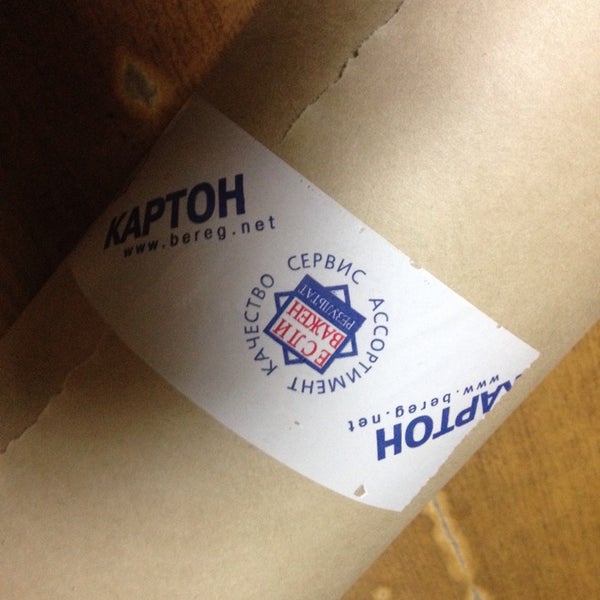 КАРТОН
www.bereg.net
КАЧЕСТВО СЕРВИС АССОРТИМЕНТ
ЕСЛИ
ВАЖЕН
РЕЗУЛЬТАТ
КАРТОН
www.bereg.net